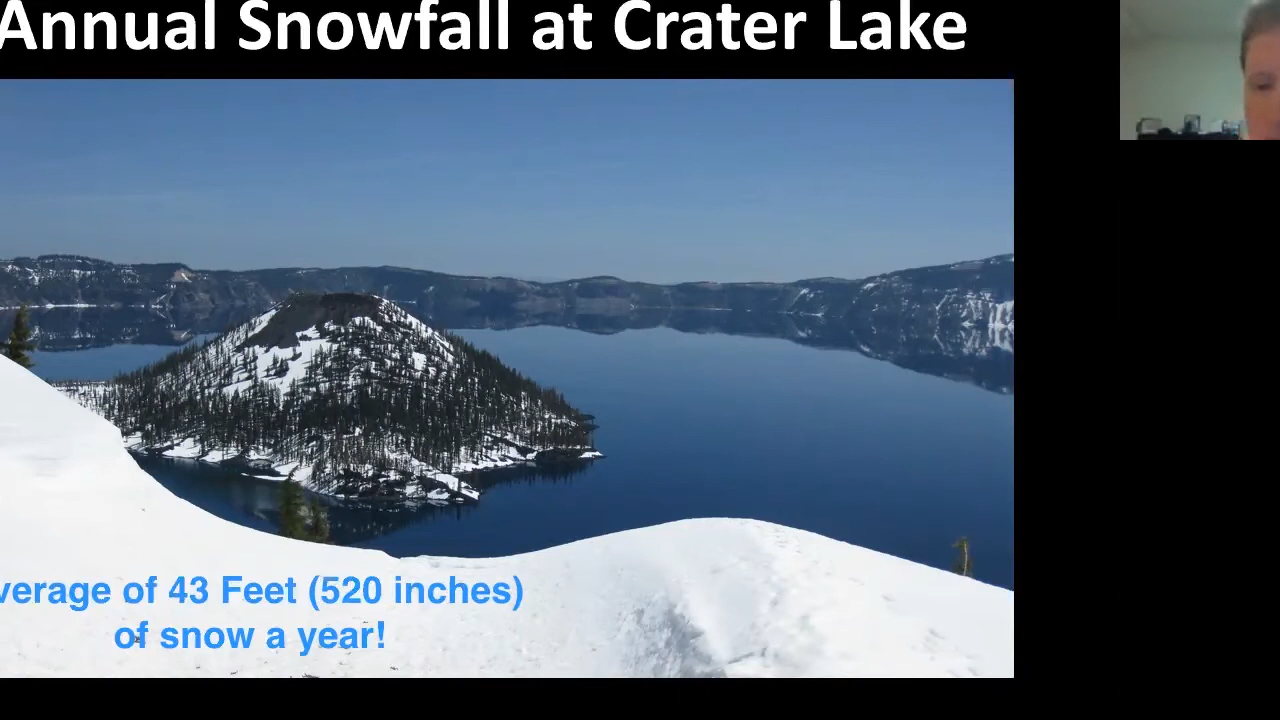 Annual Snowfall at Crater Lake
verage of 43 Feet (520 inches)
of snow a year!